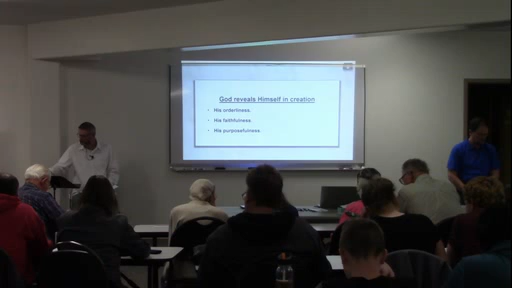 God reveals Himself in creation
• His orderliness.
• His faithfulness.
• His purposefulness.